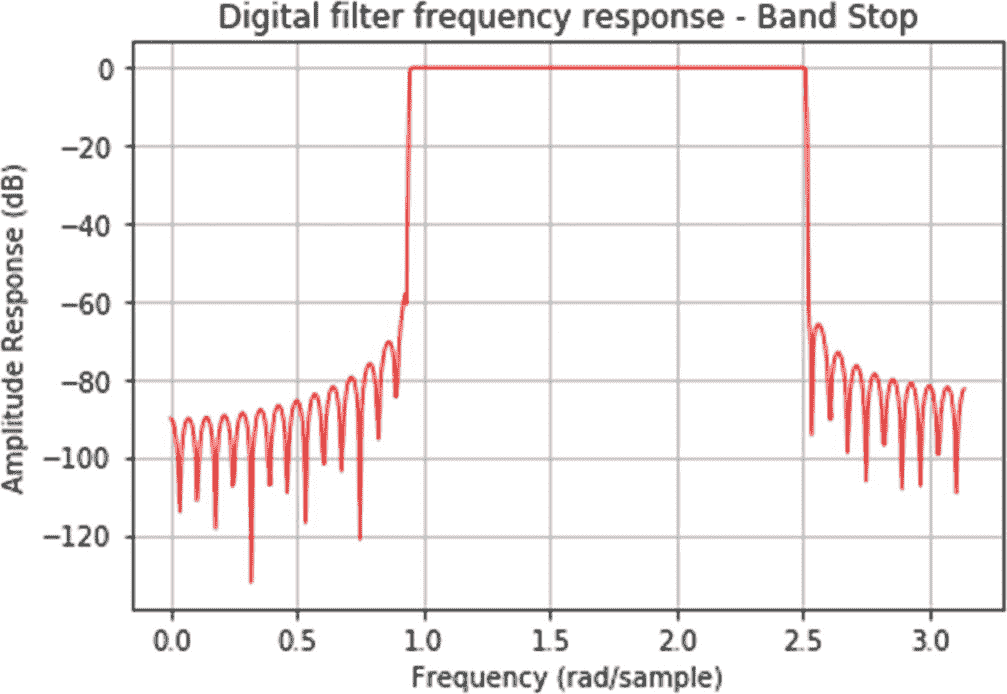 Digital filter frequency response - Band Stop
Amplitude Response (dB)
0
−20
−40
−60
−80
−100
−120
0.0 0.5 1.0 1.5 2.0 2.5 3.0
Frequency (rad/sample)